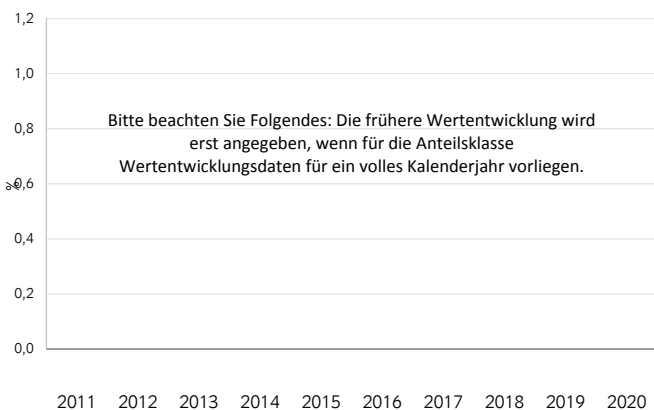 1,2
1,0
Bitte beachten Sie Folgendes: Die frühere Wertentwicklung wird
0,8
erst angegeben, wenn für die Anteilsklasse
Wertentwicklungsdaten für ein volles Kalenderjahr vorliegen.
%
0,6
0,4
0,2
0,0
2011 2012 2013 2014 2015 2016 2017 2018 2019 2020